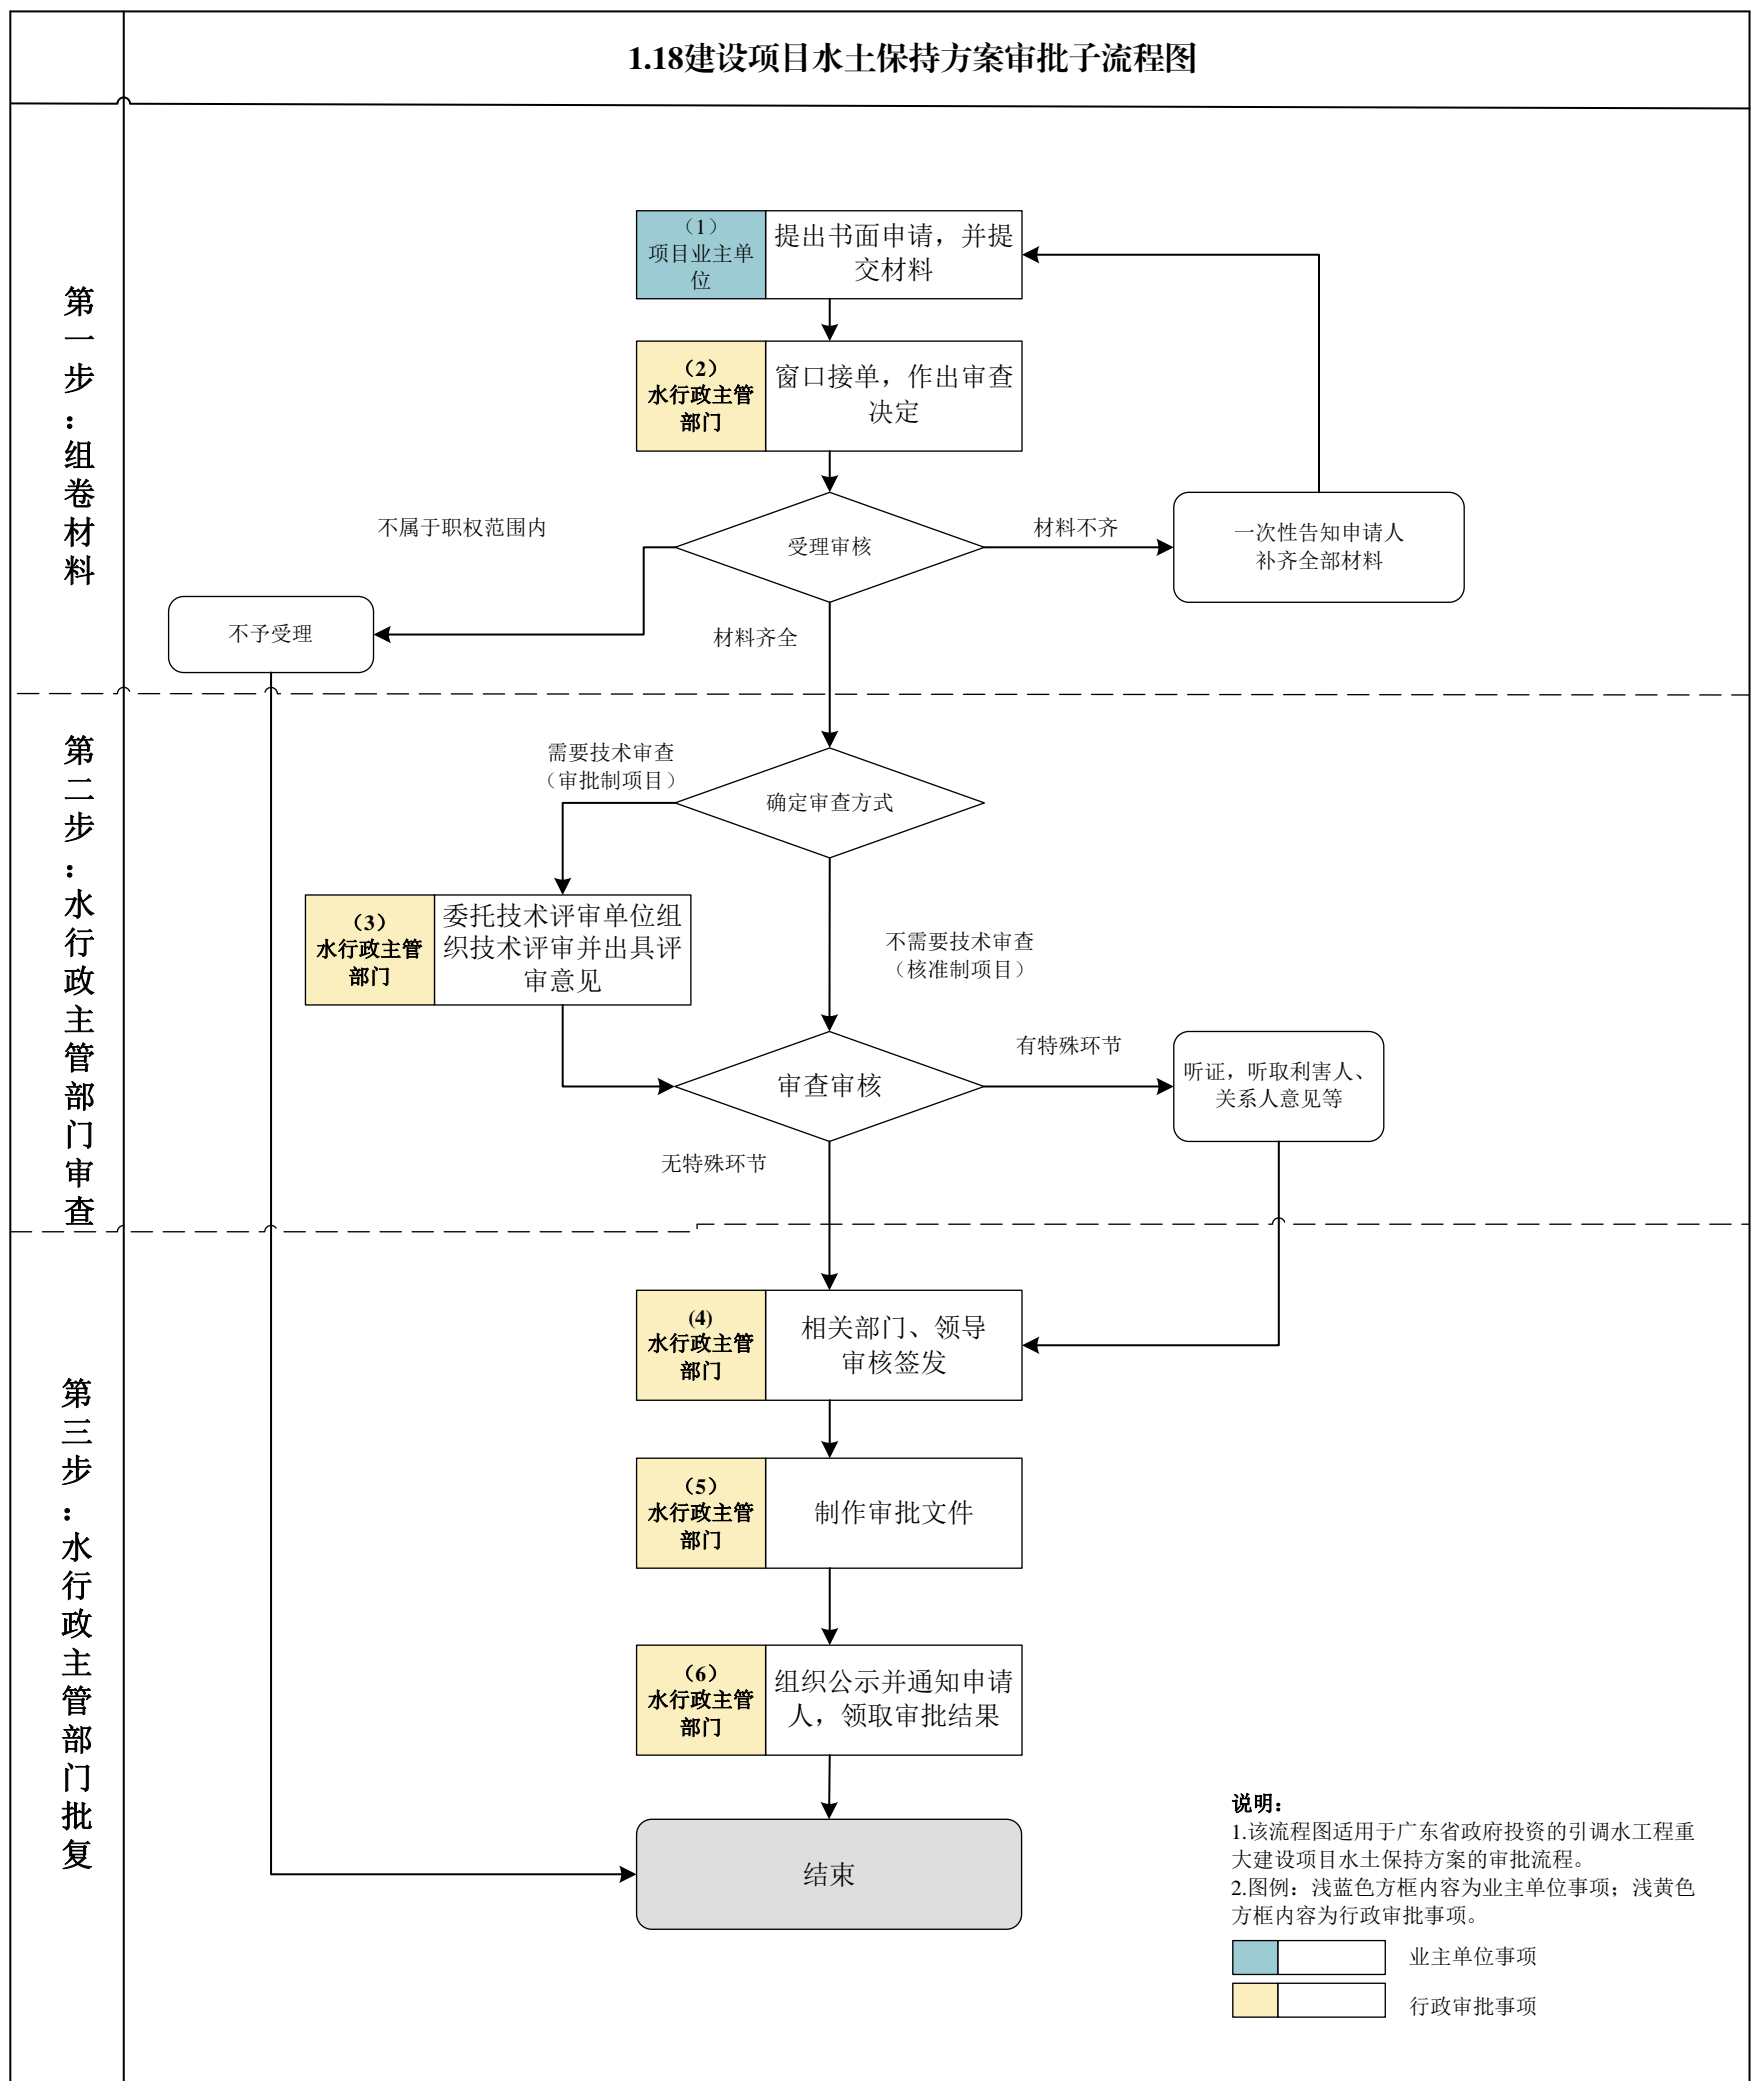 1.18建设项目水土保持方案审批子流程图
第一步：组卷材料
（1）
项目业主单
位
提出书面申请，并提
交材料
（2）
水行政主管
部门
窗口接单，作出审查
决定
不属于职权范围内
受理审核
材料不齐
一次性告知申请人
补齐全部材料
不予受理
材料齐全
第二步：水行政主管部门审查
需要技术审查
（审批制项目）
确定审查方式
（3）
水行政主管
部门
委托技术评审单位组
织技术评审并出具评
审意见
不需要技术审查
（核准制项目）
审查审核
有特殊环节
听证，听取利害人、
关系人意见等
无特殊环节
第三步：水行政主管部门批复
(4)
水行政主管
部门
相关部门、领导
审核签发
（5）
水行政主管
部门
制作审批文件
（6）
水行政主管
部门
组织公示并通知申请
人，领取审批结果
结束
说明：
1.该流程图适用于广东省政府投资的引调水工程重
大建设项目水土保持方案的审批流程。
2.图例：浅蓝色方框内容为业主单位事项；浅黄色
方框内容为行政审批事项。
业主单位事项
行政审批事项